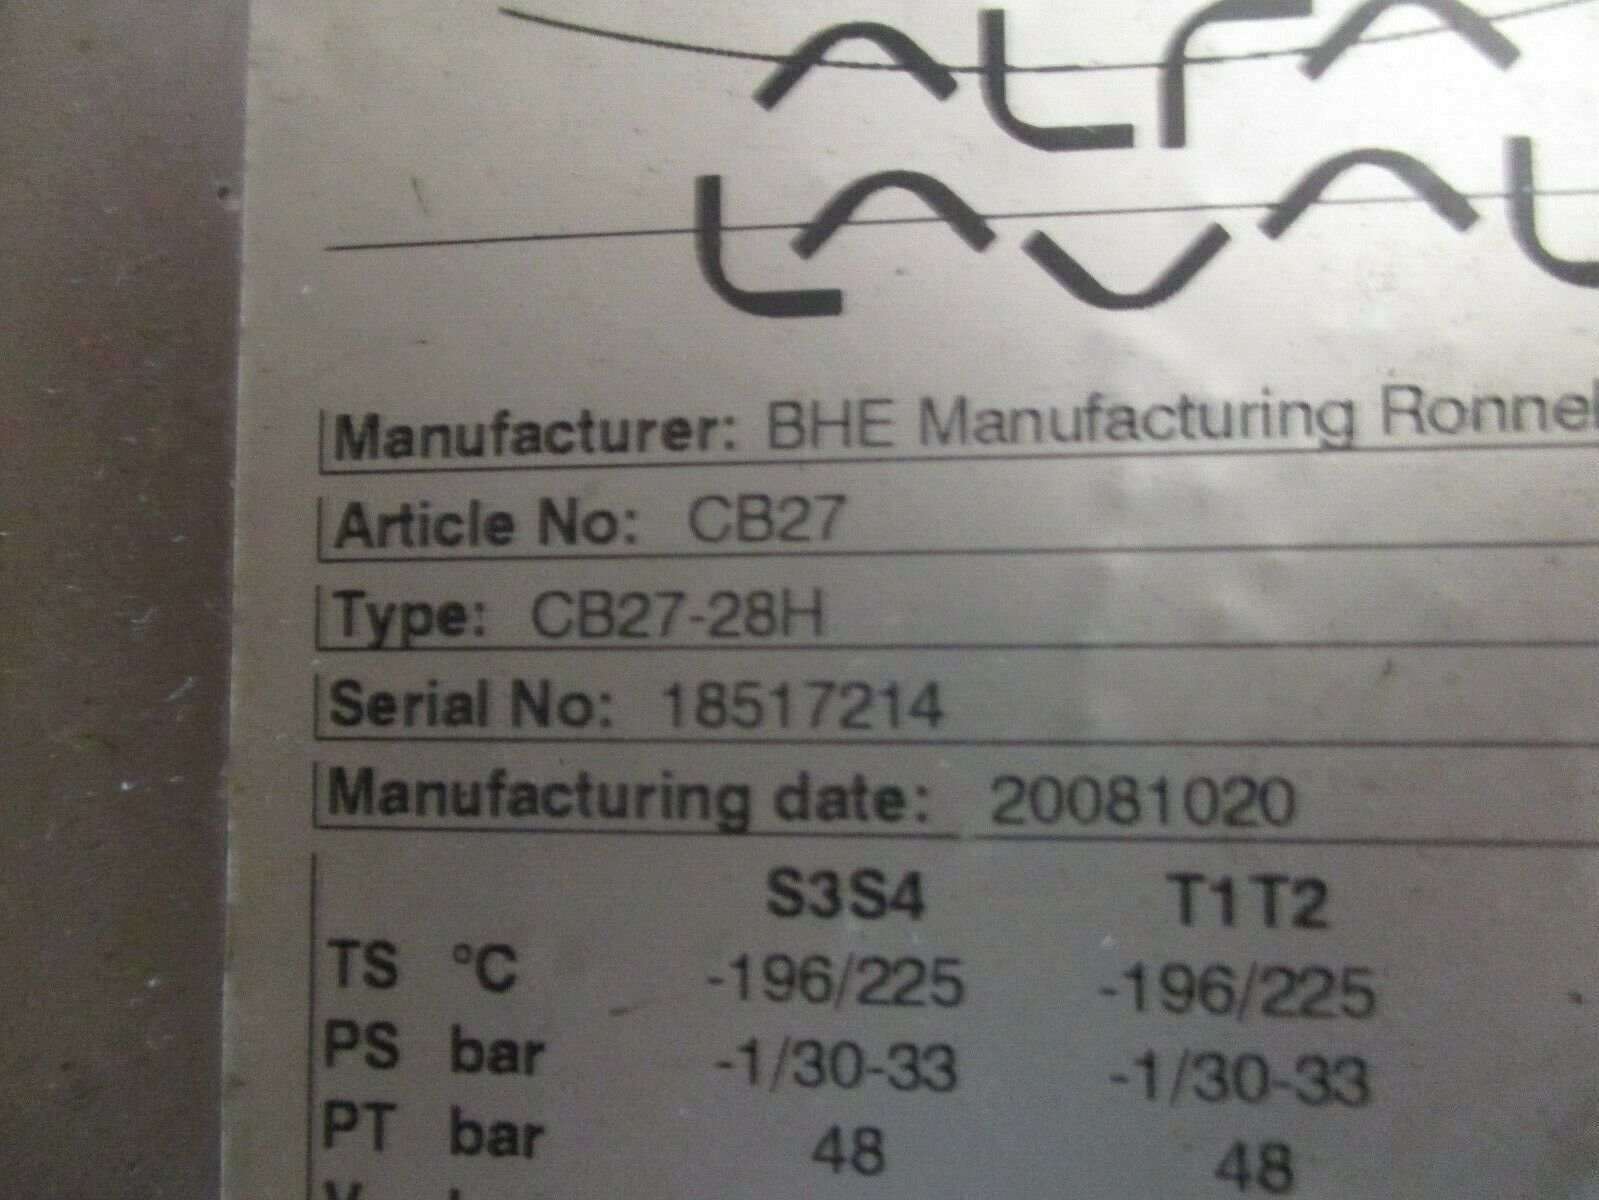 ALFA
LAVAL
Manufacturer: BHE Manufacturing Ronne
Article No: CB27
Type: CB27-28H
Serial No: 18517214
Manufacturing date: 20081020
S3S4 T1T2
TS °C -196/225 -196/225
PS bar -1/30-33 -1/30-33
PT bar 48 48